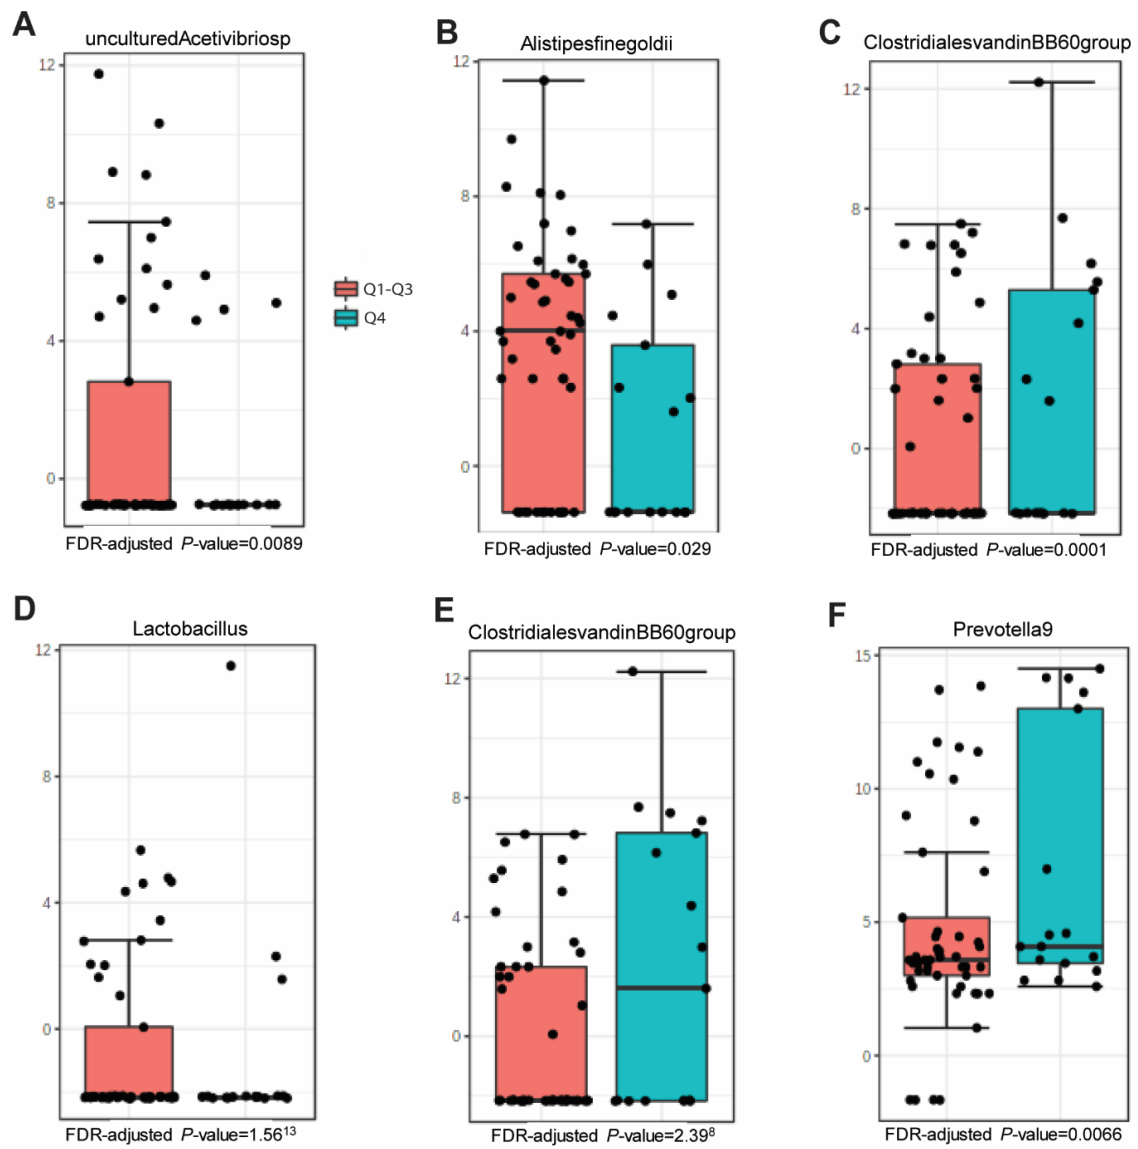 A
unculturedAcetivibriosp
12
8
4
0
FDR-adjusted P-value=0.0089
B
Alistipesfinegoldii
12
8
4
0
FDR-adjusted P-value=0.029
C
ClostridialesvandinBB60group
12
8
4
0
FDR-adjusted P-value=0.0001
Q1-Q3
Q4
D
Lactobacillus
12
8
4
0
FDR-adjusted P-value=1.56¹³
E
ClostridialesvandinBB60group
12
8
4
0
FDR-adjusted P-value=2.39⁸
F
Prevotella9
15
10
5
0
FDR-adjusted P-value=0.0066